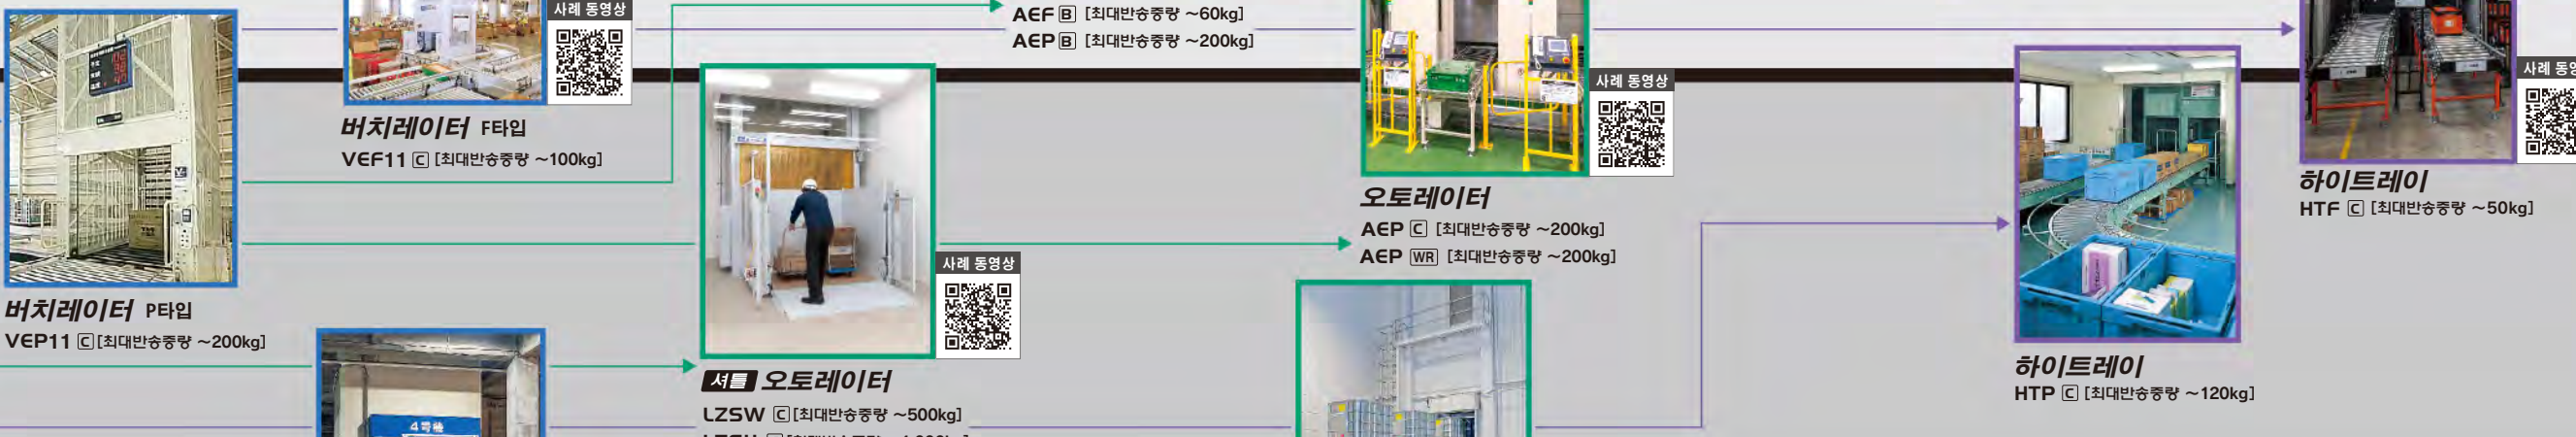 사례 동영상
AEF B [최대반송중량 ~60kg]
AEP B [최대반송중량 ~200kg]
버치레이터 F타입
VEF11 C [최대반송중량 ~100kg]
사례 동영상
사례 동영
하이트레이
HTF C [최대반송중량 ~50kg]
오토레이터
AEP C [최대반송중량 ~200kg]
AEP WR [최대반송중량 ~200kg]
사례 동영상
버치레이터 P타입
VEP11 C [최대반송중량 ~200kg]
셔틀 오토레이터
LZSW C [최대반송중량 ~500kg]
하이트레이
HTP C [최대반송중량 ~120kg]
4号機